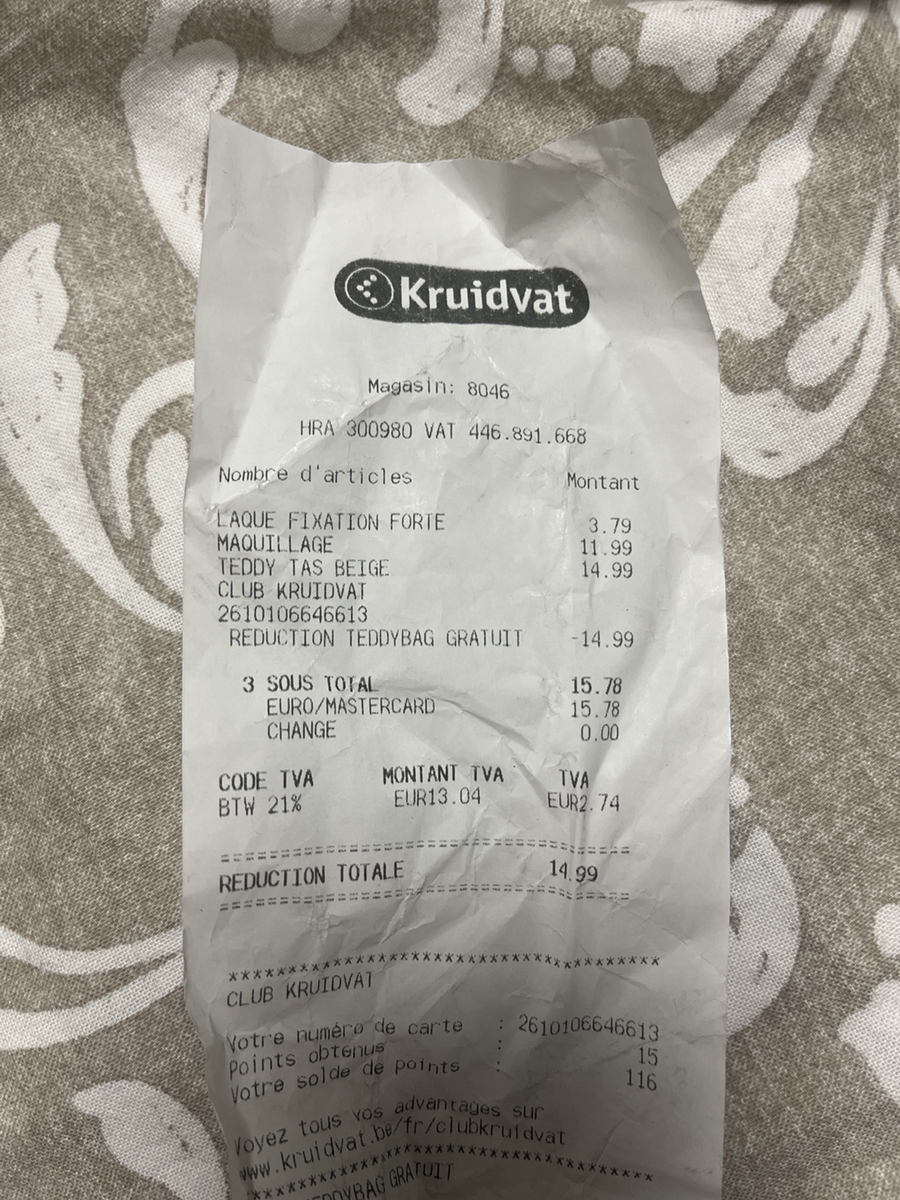 Kruidvat
Magasin: 8046
HRA 300980 VAT 446.891.668
Nombre d'articles Montant
LAQUE FIXATION FORTE 3.79
MAQUILLAGE 11.99
TEDDY TAS BEIGE 14.99
CLUB KRUIDVAT
2610106646613
REDUCTION TEDDYBAG GRATUIT -14.99
3 SOUS TOTAL 15.78
EURO/MASTERCARD 15.78
CHANGE 0.00
CODE TVA MONTANT TVA TVA
BTW 21% EUR13.04 EUR2.74
==================================
REDUCTION TOTALE 14.99
==================================
************************************
CLUB KRUIDVAT
Votre numéro de carte : 2610106646613
Points obtenus : 15
Votre solde de points : 116
Voyez tous vos advantages sur
www.kruidvat.be/fr/clubkruidvat
************************************
TEDDYBAG GRATUIT